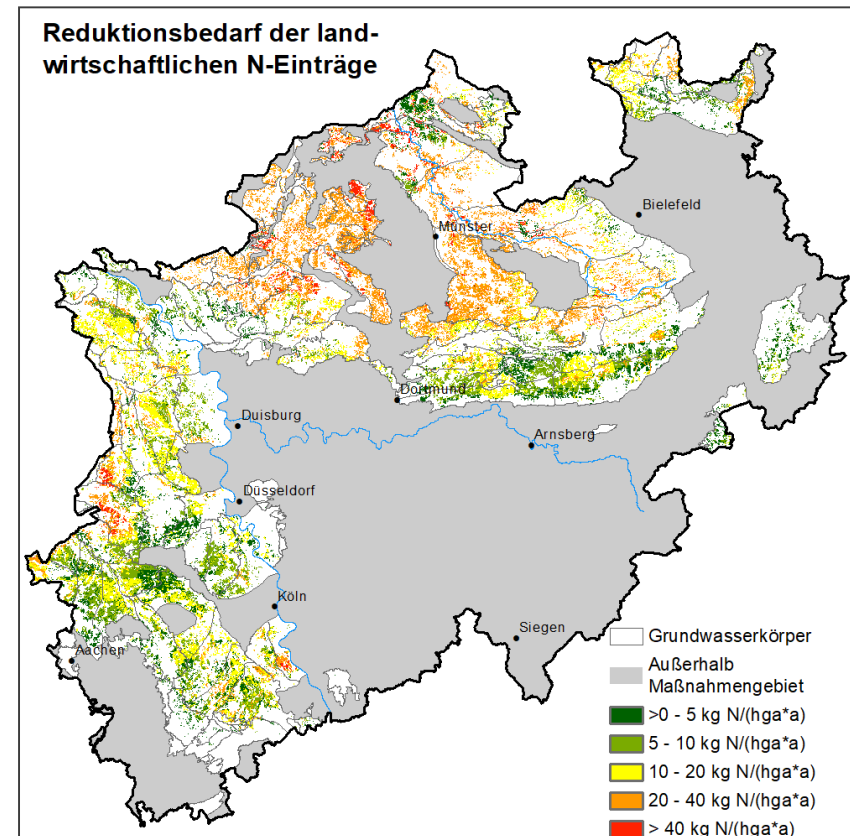 Reduktionsbedarf der land-
wirtschaftlichen N-Einträge
Bielefeld
Münster
Dortmund
Duisburg
Arnsberg
Düsseldorf
Köln
Siegen
Aachen
Grundwasserkörper
Außerhalb
Maßnahmengebiet
>0 - 5 kg N/(hga*a)
5 - 10 kg N/(hga*a)
10 - 20 kg N/(hga*a)
20 - 40 kg N/(hga*a)
> 40 kg N/(hga*a)